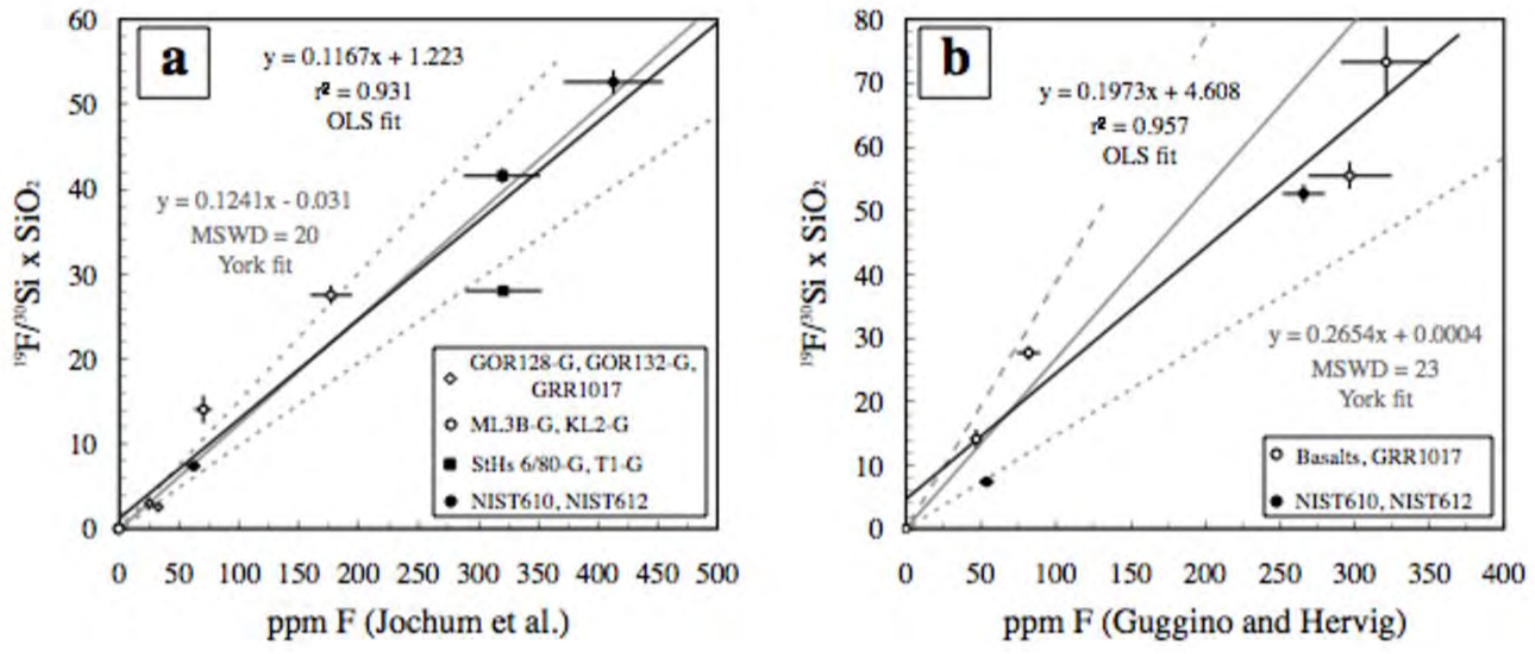 a
y = 0.1167x + 1.223
r² = 0.931
OLS fit
y = 0.1241x - 0.031
MSWD = 20
York fit
GOR128-G, GOR132-G,
GRR1017
ML3B-G, KL2-G
StHs 6/80-G, T1-G
NIST610, NIST612
¹⁹F/³⁰Si x SiO₂
60
50
40
30
20
10
0
0 50 100 150 200 250 300 350 400 450 500
ppm F (Jochum et al.)
b
y = 0.1973x + 4.608
r² = 0.957
OLS fit
y = 0.2654x + 0.0004
MSWD = 23
York fit
Basalts, GRR1017
NIST610, NIST612
¹⁹F/³⁰Si x SiO₂
80
70
60
50
40
30
20
10
0
0 50 100 150 200 250 300 350 400
ppm F (Guggino and Hervig)